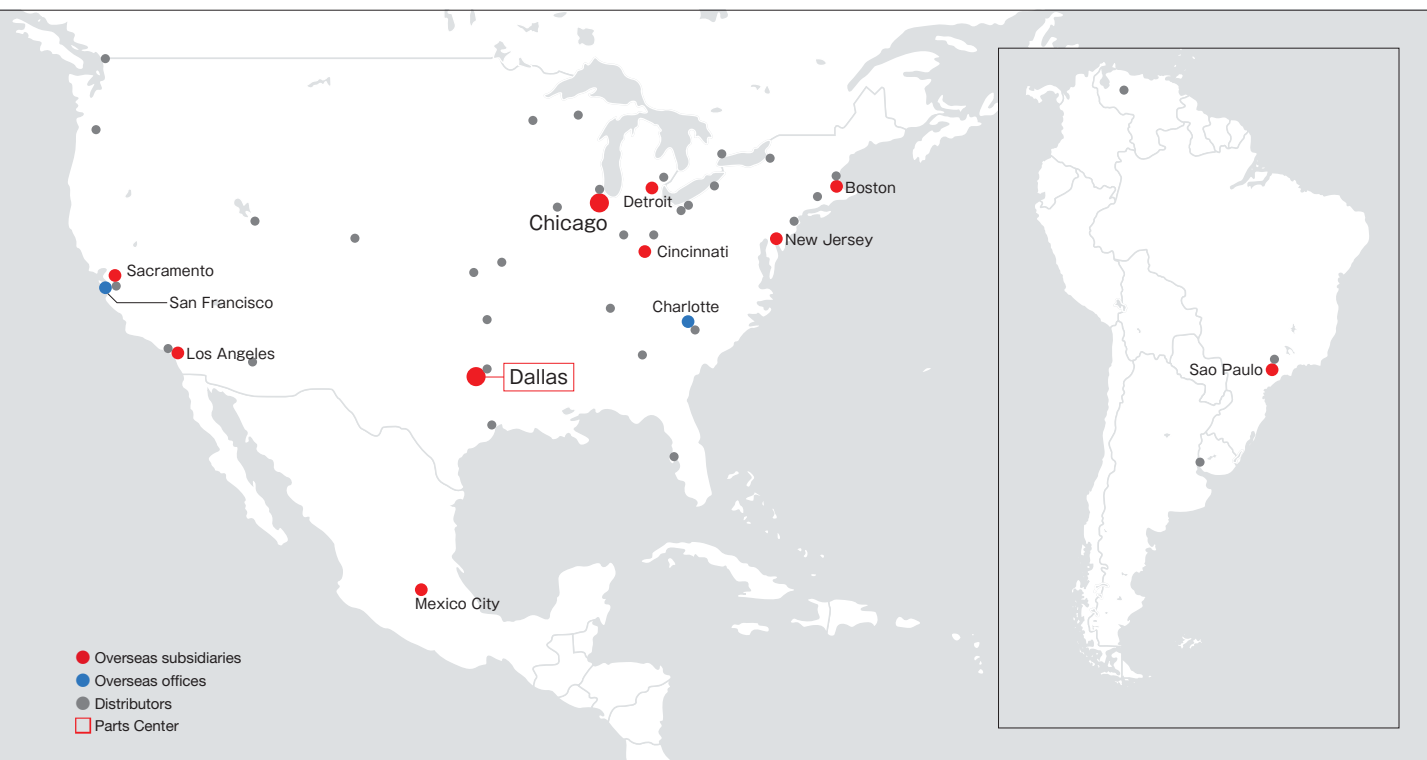 Boston
Detroit
Chicago
New Jersey
Cincinnati
Sacramento
San Francisco
Charlotte
Los Angeles
Dallas
Sao Paulo
Mexico City
Overseas subsidiaries
Overseas offices
Distributors
Parts Center